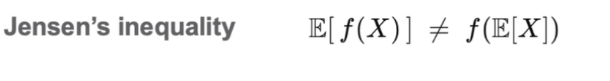 Jensen’s inequality 𝔼[ f(X) ] ≠ f(𝔼[X])